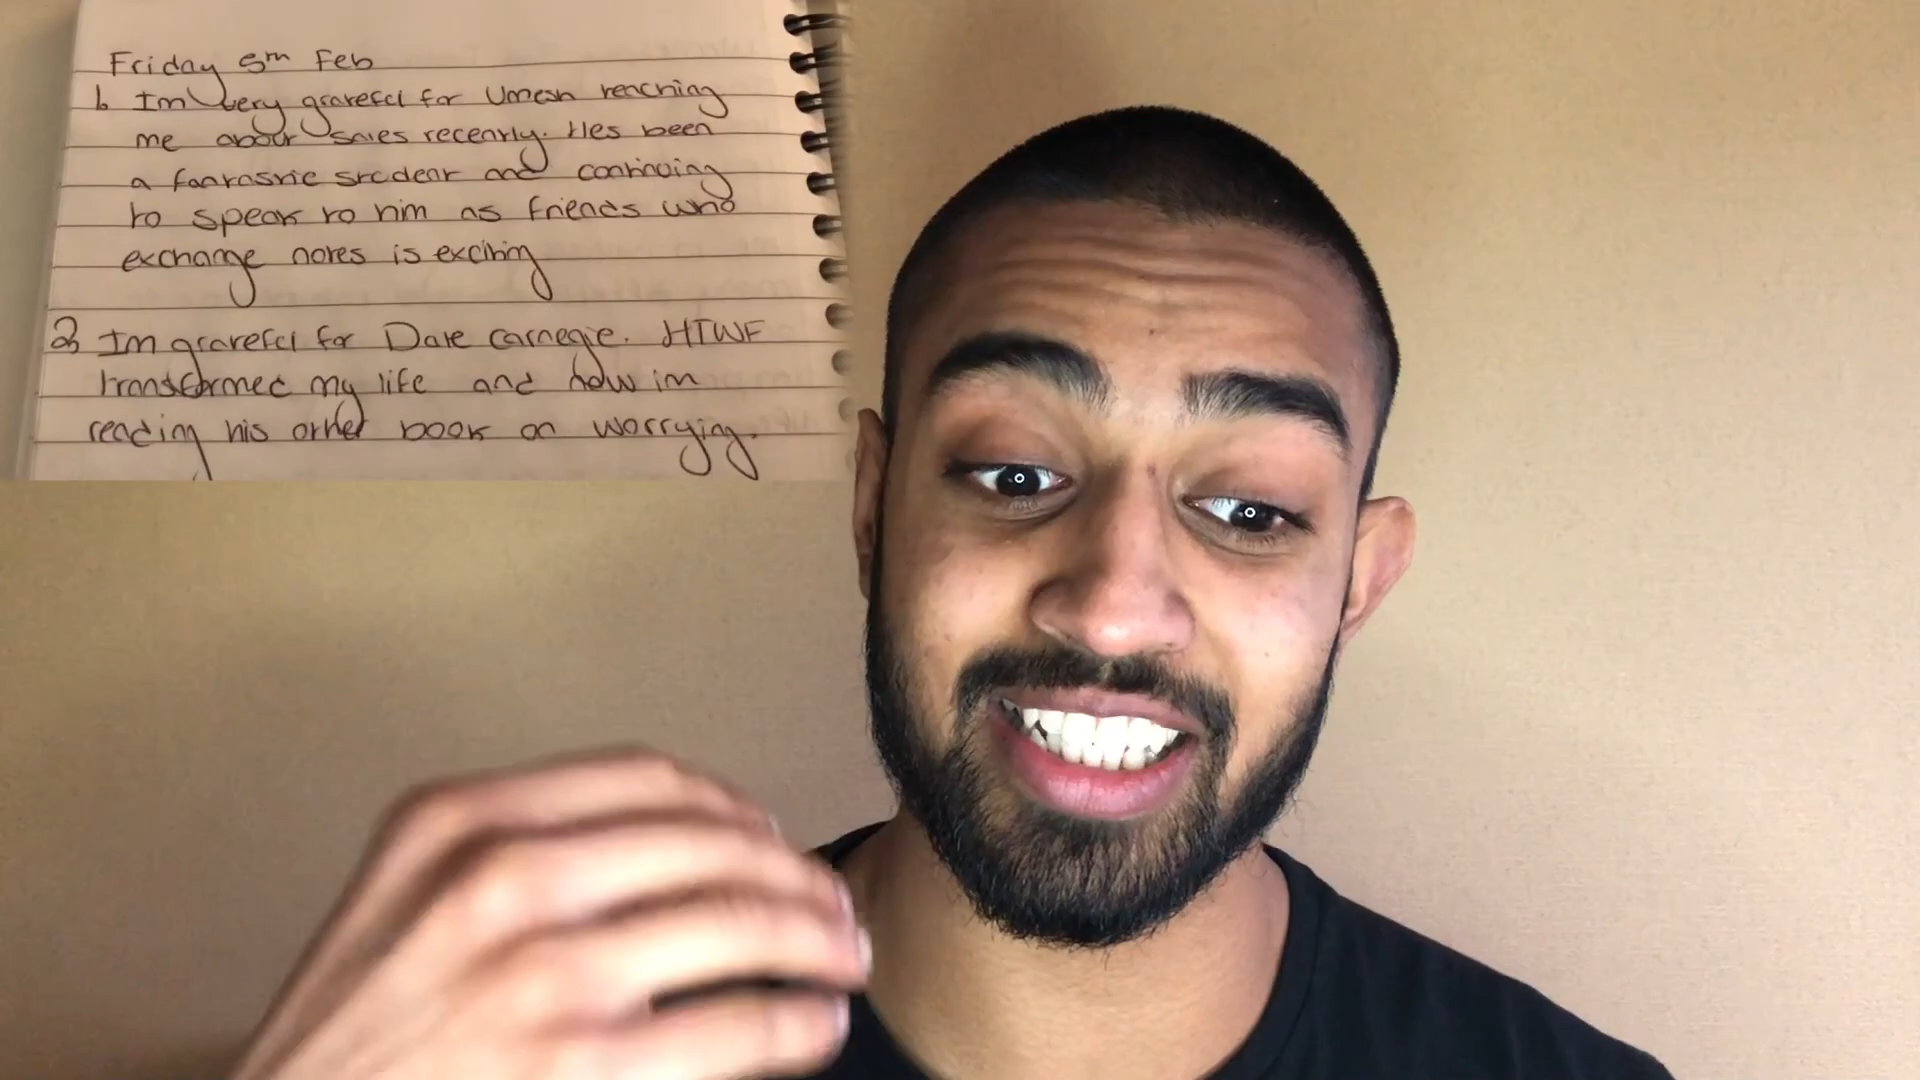 Friday 5th Feb
1. Im very grateful for Umesh reaching
me about sales recently. Hes been
a fantastic student and continuing
to speak to him as friends who
exchange notes is exciting
2) Im grateful for Dale Carnegie. HTWF
transformed my life and now im
reading his other book on worrying.